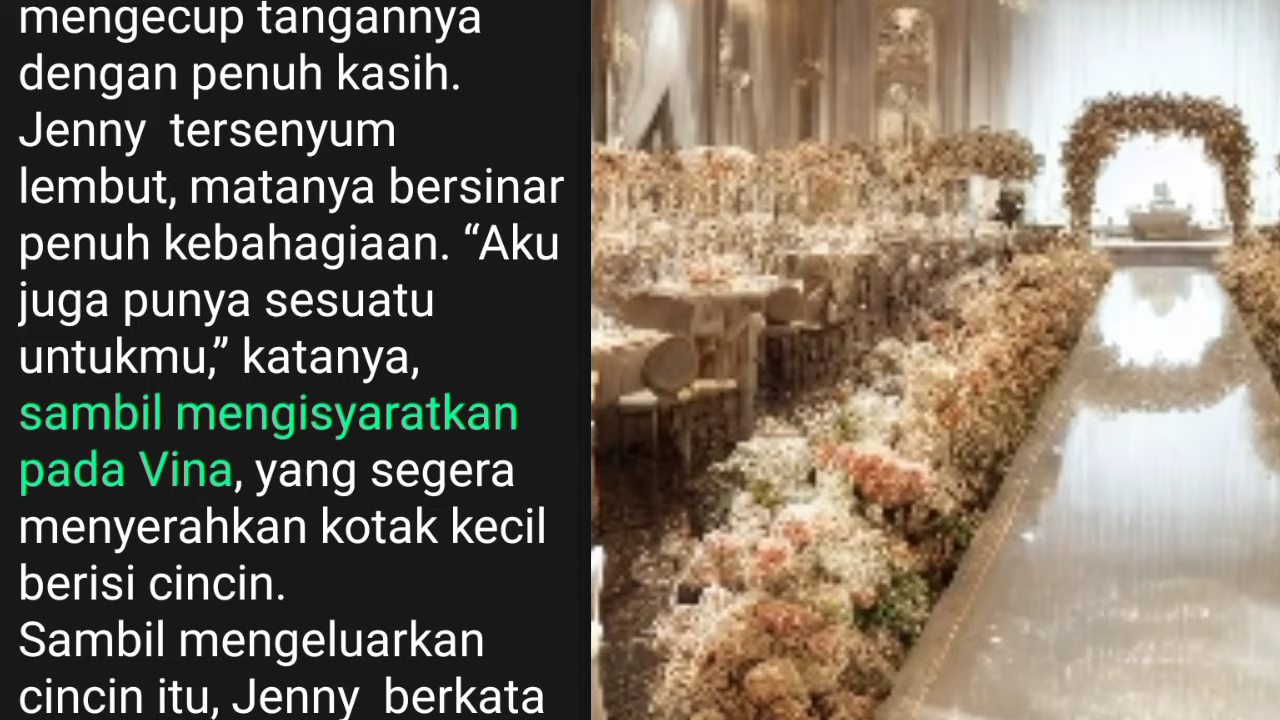 mengecup tangannya
dengan penuh kasih.
Jenny  tersenyum
lembut, matanya bersinar
penuh kebahagiaan. “Aku
juga punya sesuatu
untukmu,” katanya,
sambil mengisyaratkan
pada Vina, yang segera
menyerahkan kotak kecil
berisi cincin.
Sambil mengeluarkan
cincin itu, Jenny  berkata